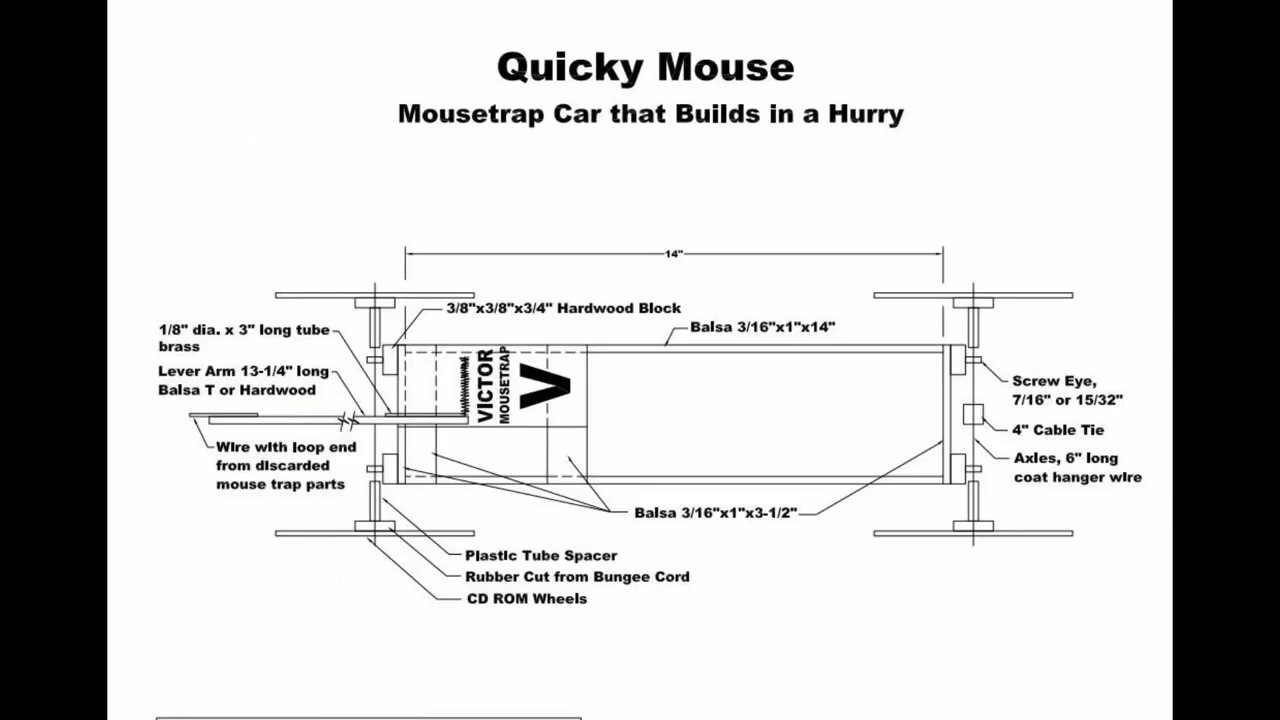 Quicky Mouse
Mousetrap Car that Builds in a Hurry
14"
3/8"x3/8"x3/4" Hardwood Block
Balsa 3/16"x1"x14"
1/8" dia. x 3" long tube
brass
Lever Arm 13-1/4" long
Balsa T or Hardwood
VICTOR
MOUSETRAP
V
Screw Eye,
7/16" or 15/32"
4" Cable Tie
Wire with loop end
from discarded
mouse trap parts
Axles, 6" long
coat hanger wire
Balsa 3/16"x1"x3-1/2"
Plastic Tube Spacer
Rubber Cut from Bungee Cord
CD ROM Wheels